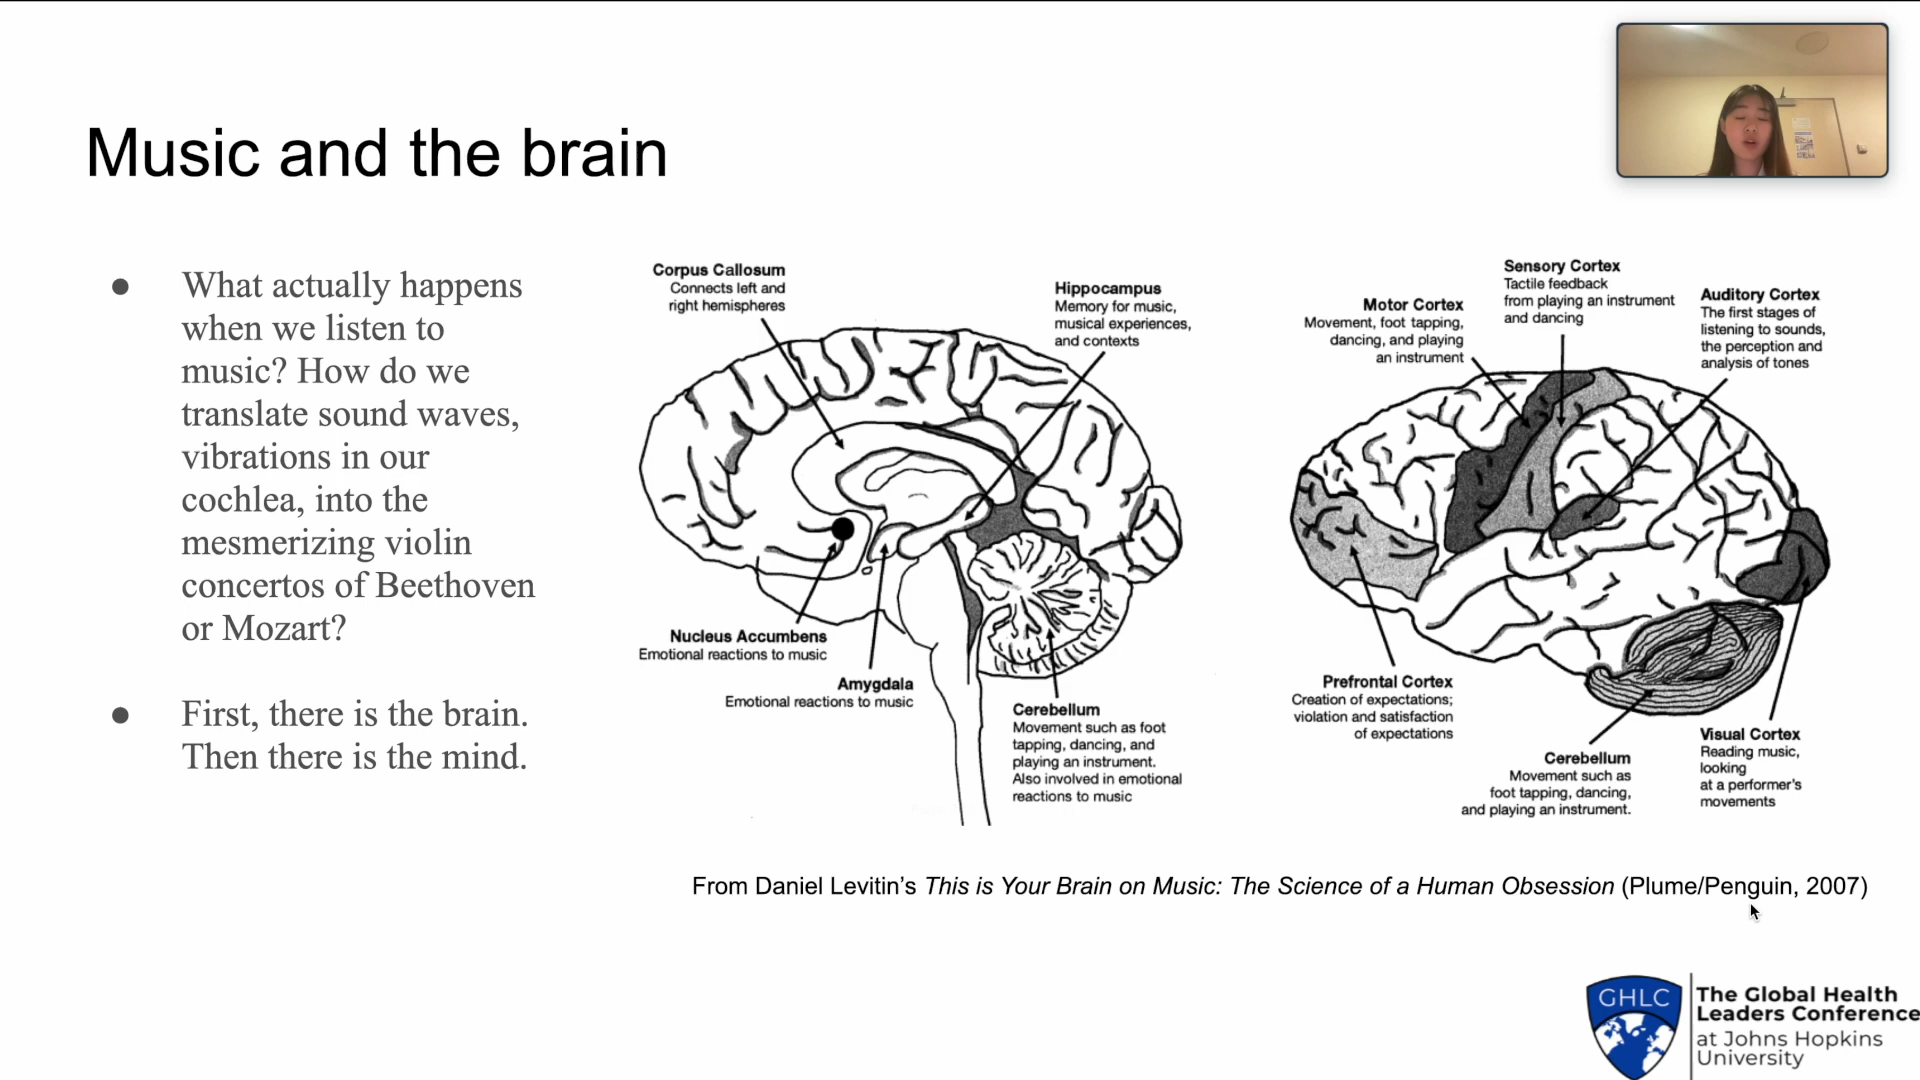 Music and the brain
● What actually happens
when we listen to
music? How do we
translate sound waves,
vibrations in our
cochlea, into the
mesmerizing violin
concertos of Beethoven
or Mozart?
● First, there is the brain.
Then there is the mind.
Corpus Callosum
Connects left and
right hemispheres
Hippocampus
Memory for music,
musical experiences,
and contexts
Nucleus Accumbens
Emotional reactions to music
Amygdala
Emotional reactions to music
Cerebellum
Movement such as foot
tapping, dancing, and
playing an instrument.
Also involved in emotional
reactions to music
Motor Cortex
Movement, foot tapping,
dancing, and playing
an instrument
Sensory Cortex
Tactile feedback
from playing an instrument
and dancing
Auditory Cortex
The first stages of
listening to sounds,
the perception and
analysis of tones
Prefrontal Cortex
Creation of expectations;
violation and satisfaction
of expectations
Cerebellum
Movement such as
foot tapping, dancing,
and playing an instrument.
Visual Cortex
Reading music,
looking
at a performer's
movements
From Daniel Levitin’s This is Your Brain on Music: The Science of a Human Obsession (Plume/Penguin, 2007)
GHLC
The Global Health
Leaders Conference
at Johns Hopkins
University